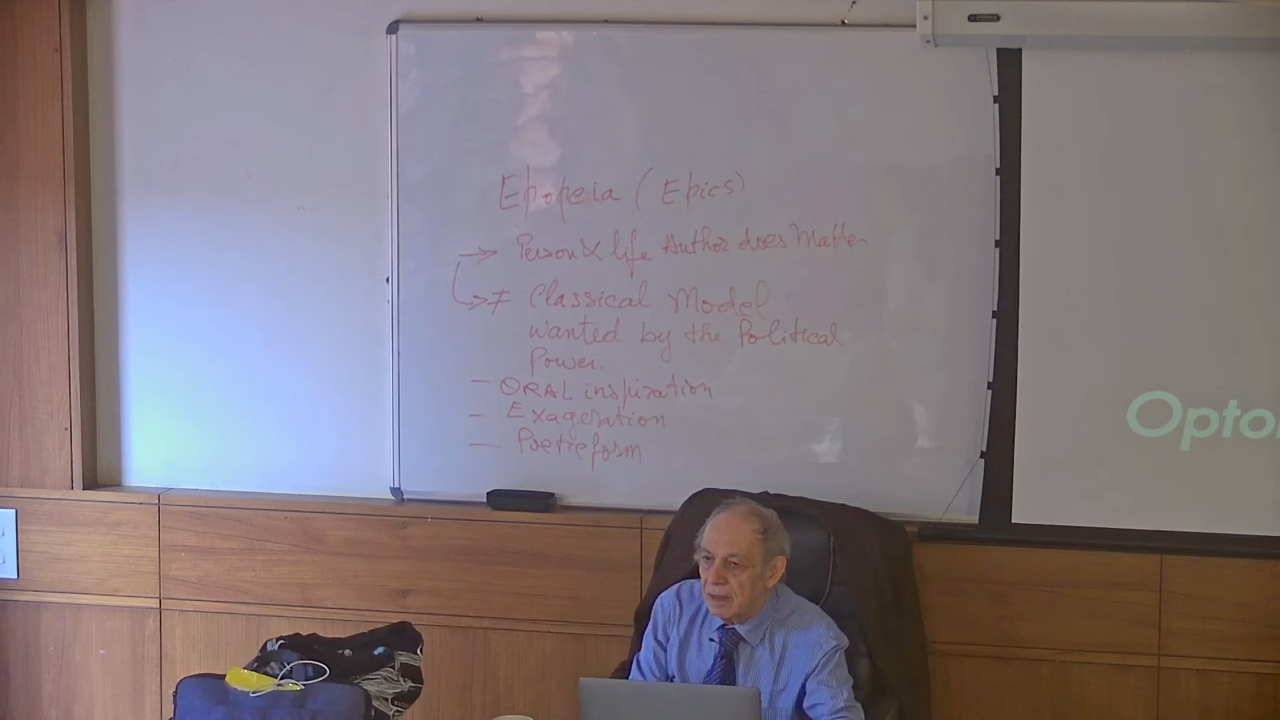 Epopeia (Epics)
→ Person & life Author does Matter
→ ≠ Classical Model
wanted by the Political
Power.
- ORAL inspiration
- Exageration
- Poetic form
Opto